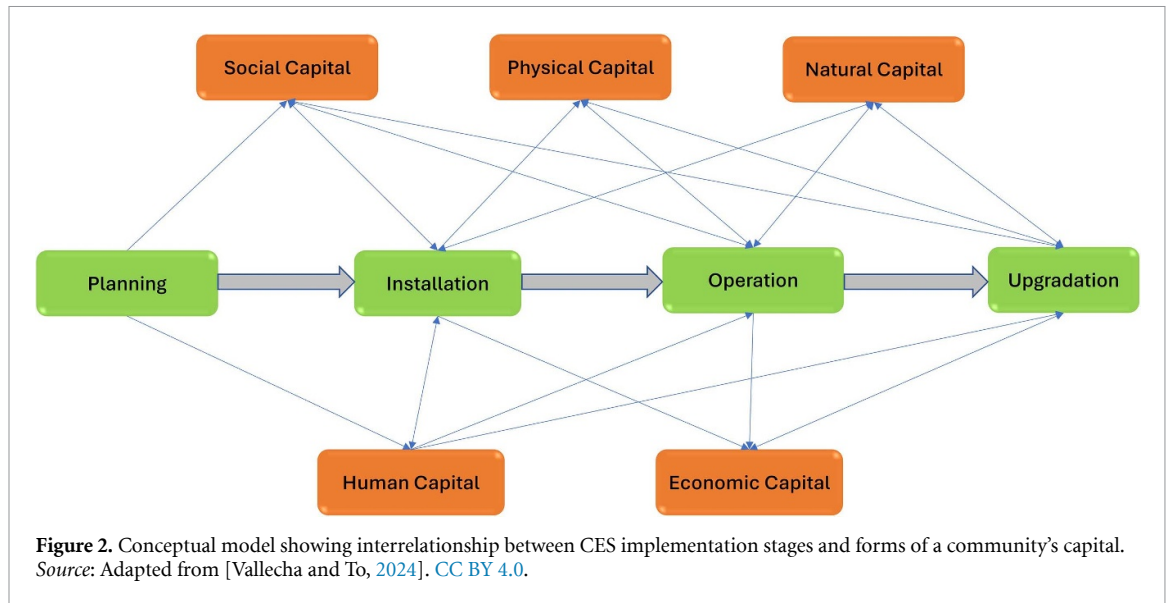 Social Capital
Physical Capital
Natural Capital
Planning
Installation
Operation
Upgradation
Human Capital
Economic Capital
Figure 2. Conceptual model showing interrelationship between CES implementation stages and forms of a community’s capital.
Source: Adapted from [Vallecha and To, 2024]. CC BY 4.0.